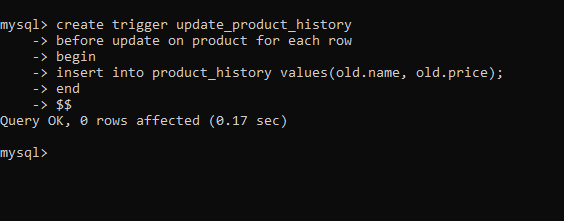 mysql> create trigger update_product_history
    -> before update on product for each row
    -> begin
    -> insert into product_history values(old.name, old.price);
    -> end
    -> $$
Query OK, 0 rows affected (0.17 sec)
mysql>